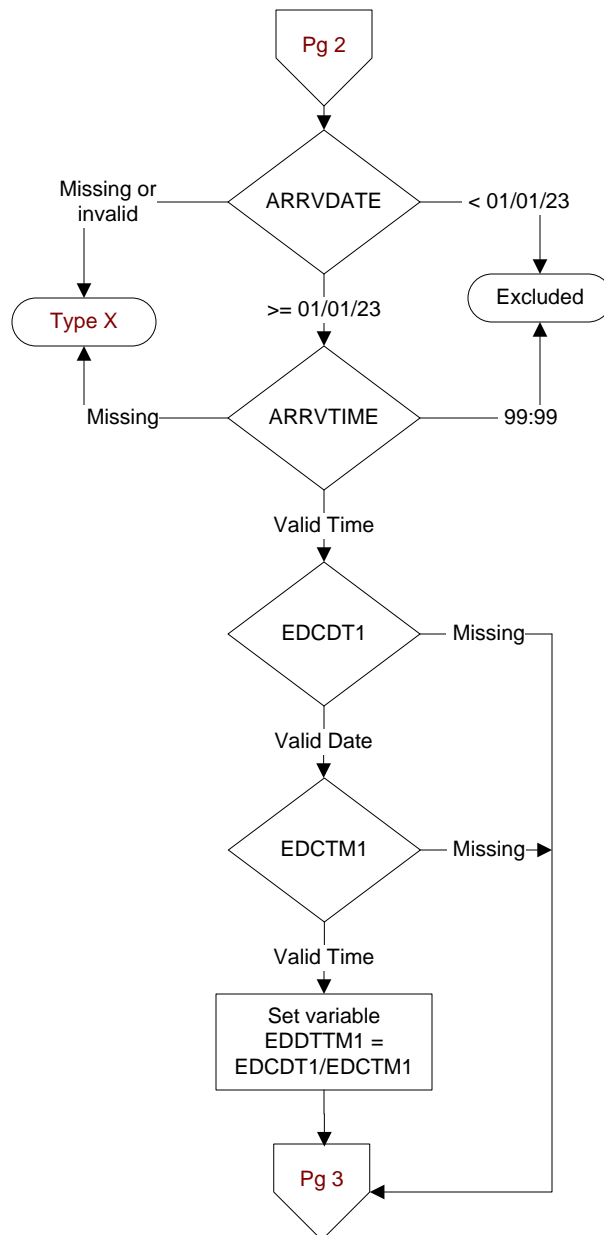 Pg 2
ARRVDATE
Missing or
invalid
< 01/01/23
Type X
>= 01/01/23
Excluded
Missing
ARRVTIME
99:99
Valid Time
EDCDT1
Missing
Valid Date
EDCTM1
Missing
Valid Time
Set variable
EDDTTM1 =
EDCDT1/EDCTM1
Pg 3